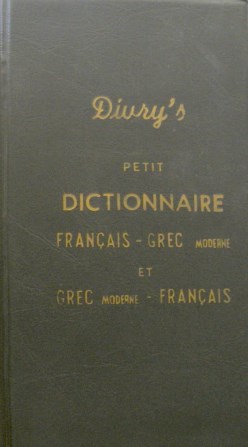 Divry's
PETIT
DICTIONNAIRE
FRANÇAIS - GREC MODERNE
ET
GREC MODERNE - FRANÇAIS